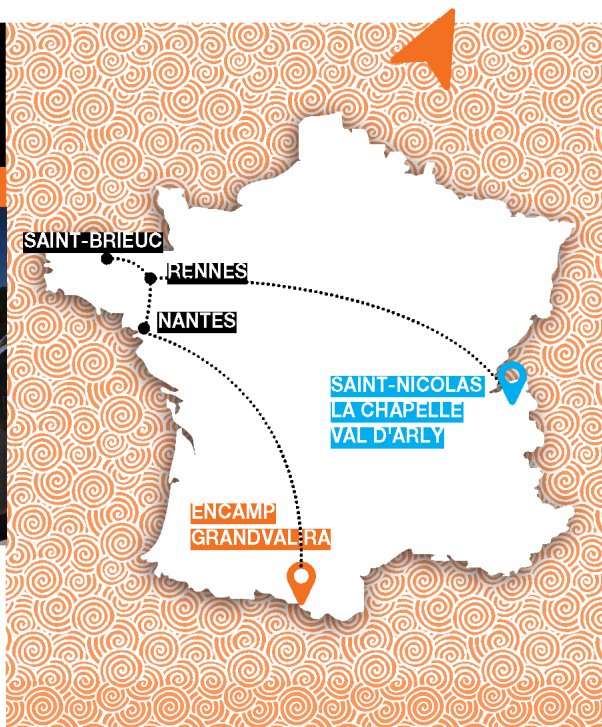 SAINT-BRIEUC
RENNES
NANTES
SAINT-NICOLAS
LA CHAPELLE
VAL D'ARLY
ENCAMP
GRANDVALIRA